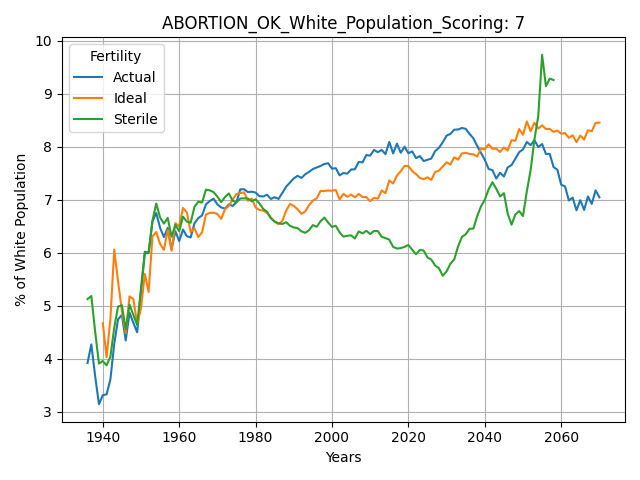 ABORTION_OK_White_Population_Scoring: 7
Fertility
Actual
Ideal
Sterile
% of White Population
10
9
8
7
6
5
4
3
1940 1960 1980 2000 2020 2040 2060
Years